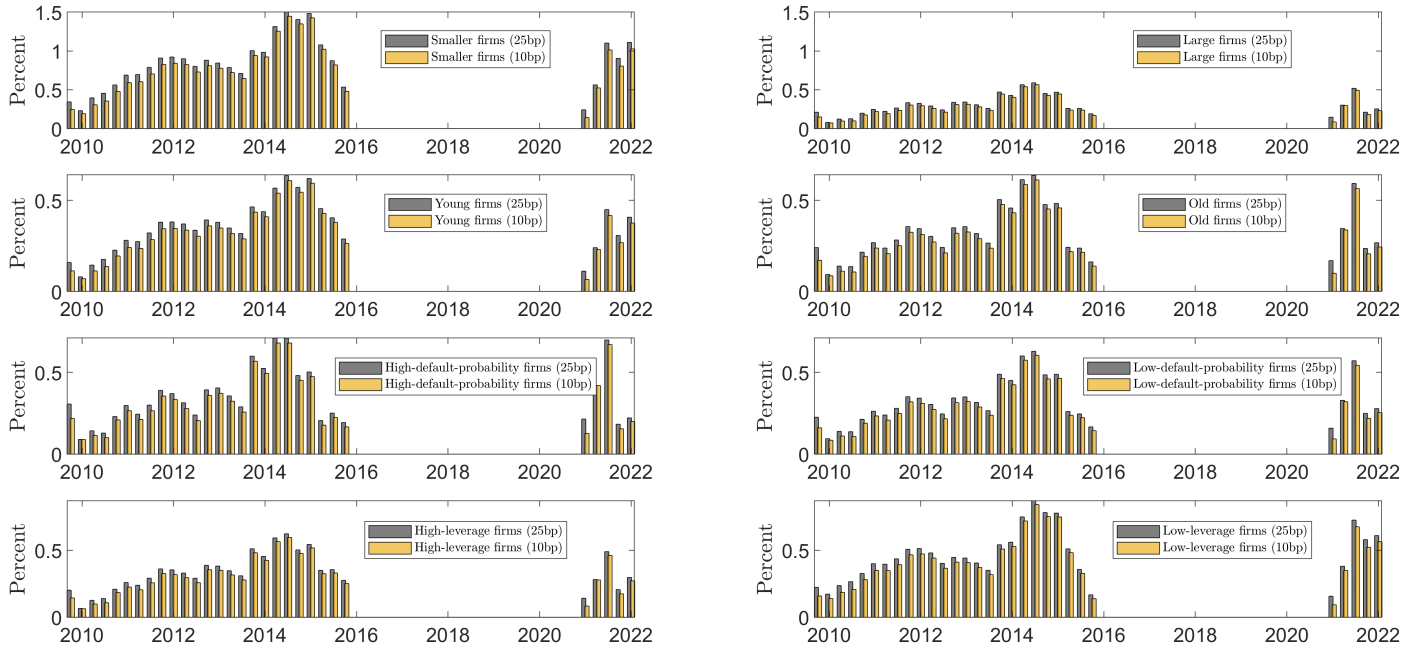 1.5
1
0.5
0
Percent
Smaller firms (25bp)
Smaller firms (10bp)
2010 2012 2014 2016 2018 2020 2022
1.5
1
0.5
0
Percent
Large firms (25bp)
Large firms (10bp)
2010 2012 2014 2016 2018 2020 2022
0.5
0
Percent
Young firms (25bp)
Young firms (10bp)
2010 2012 2014 2016 2018 2020 2022
0.5
0
Percent
Old firms (25bp)
Old firms (10bp)
2010 2012 2014 2016 2018 2020 2022
0.5
0
Percent
High-default-probability firms (25bp)
High-default-probability firms (10bp)
2010 2012 2014 2016 2018 2020 2022
0.5
0
Percent
Low-default-probability firms (25bp)
Low-default-probability firms (10bp)
2010 2012 2014 2016 2018 2020 2022
0.5
0
Percent
High-leverage firms (25bp)
High-leverage firms (10bp)
2010 2012 2014 2016 2018 2020 2022
0.5
0
Percent
Low-leverage firms (25bp)
Low-leverage firms (10bp)
2010 2012 2014 2016 2018 2020 2022